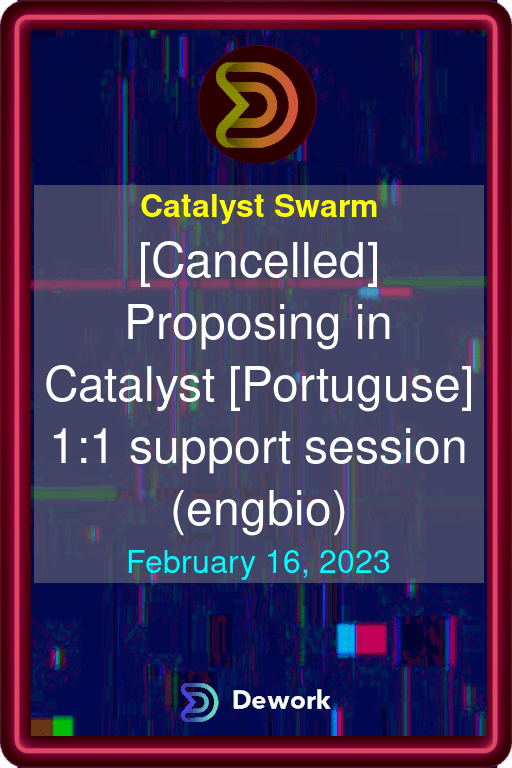 Catalyst Swarm
[Cancelled]
Proposing in
Catalyst [Portuguse]
1:1 support session
(engbio)
February 16, 2023
Dework